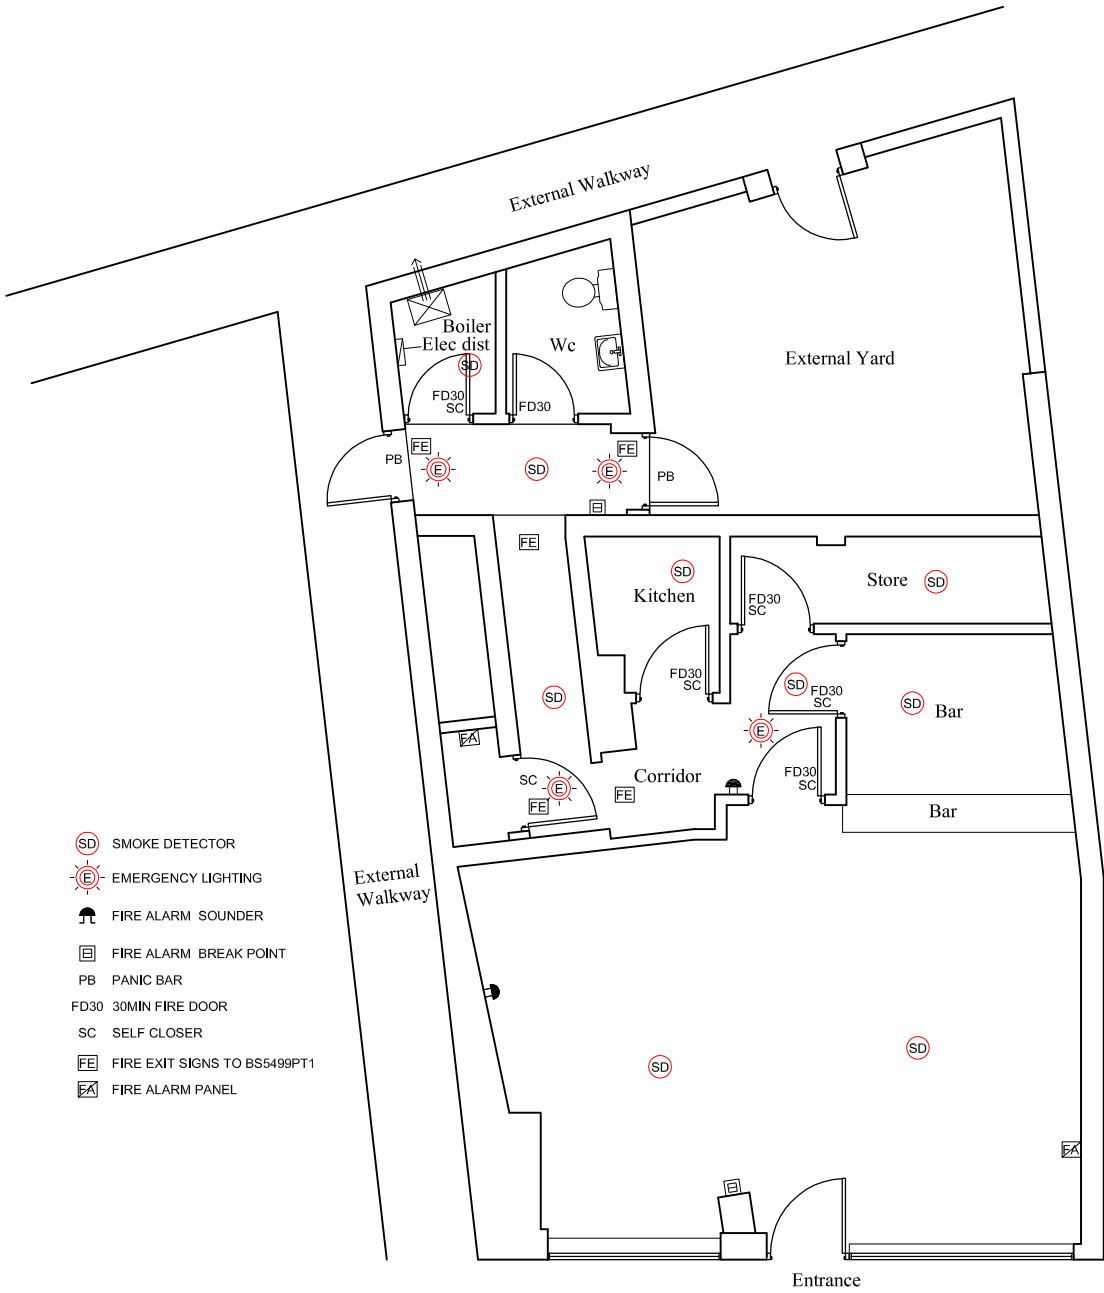 External Walkway
Boiler
Elec dist
Wc
External Yard
SD
FD30
SC
FD30
FE
FE
PB
E
SD
E
PB
FE
SD
Kitchen
Store
SD
FD30
SC
FD30
SC
SD
FD30
SC
SD
Bar
SD
FA
E
SC
E
Corridor
FD30
SC
FE
FE
Bar
SD SMOKE DETECTOR
E EMERGENCY LIGHTING
FIRE ALARM SOUNDER
FIRE ALARM BREAK POINT
PB PANIC BAR
FD30 30MIN FIRE DOOR
SC SELF CLOSER
FE FIRE EXIT SIGNS TO BS5499PT1
FA FIRE ALARM PANEL
External
Walkway
SD
SD
FA
Entrance